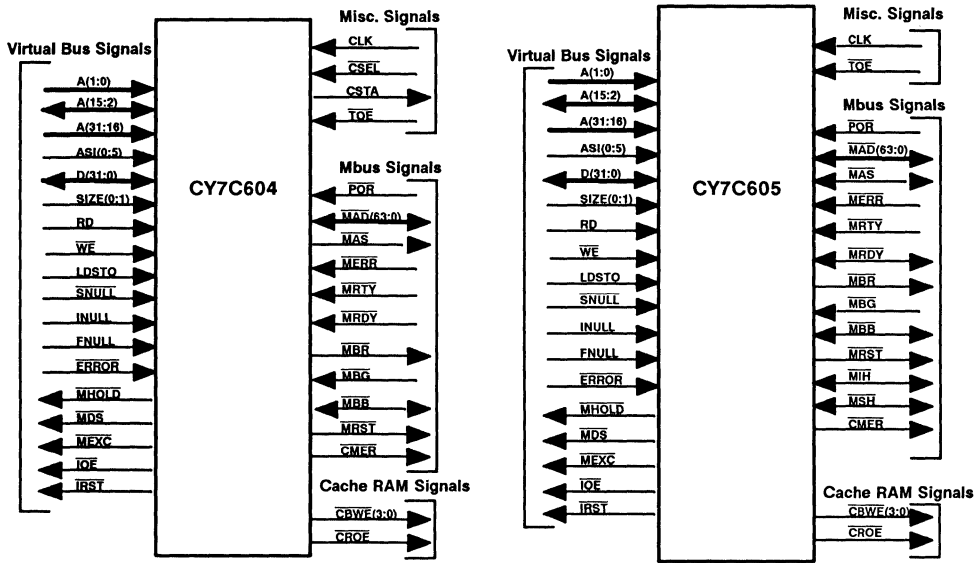 Virtual Bus Signals
A(1:0)
A(15:2)
A(31:16)
ASI(0:5)
D(31:0)
SIZE(0:1)
RD
WE
LDSTO
SNULL
INULL
FNULL
ERROR
MHOLD
MDS
MEXC
IOE
IRST
CY7C604
Misc. Signals
CLK
CSEL
CSTA
TOE
Mbus Signals
POR
MAD(63:0)
MAS
MERR
MRTY
MRDY
MBR
MBG
MBB
MRST
CMER
Cache RAM Signals
CBWE(3:0)
CROE
Virtual Bus Signals
A(1:0)
A(15:2)
A(31:16)
ASI(0:5)
D(31:0)
SIZE(0:1)
RD
WE
LDSTO
SNULL
INULL
FNULL
ERROR
MHOLD
MDS
MEXC
IOE
IRST
CY7C605
Misc. Signals
CLK
TOE
Mbus Signals
POR
MAD(63:0)
MAS
MERR
MRTY
MRDY
MBR
MBG
MBB
MRST
MIH
MSH
CMER
Cache RAM Signals
CBWE(3:0)
CROE